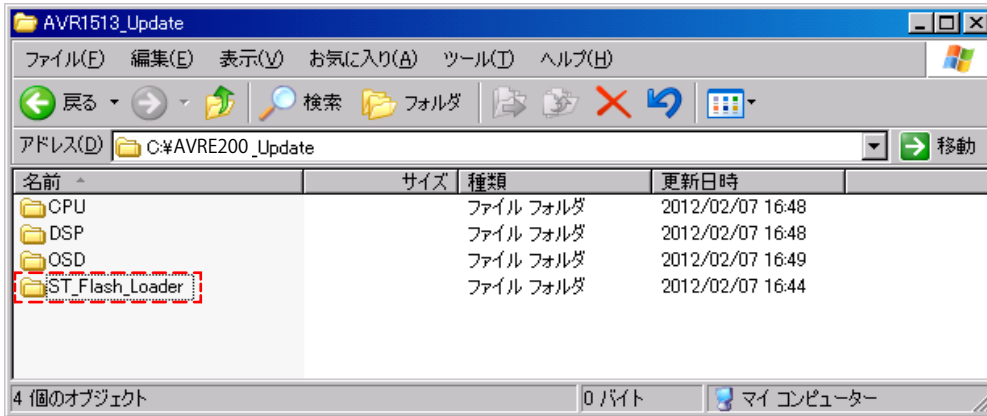 AVR1513_Update
ファイル(F) 編集(E) 表示(V) お気に入り(A) ツール(T) ヘルプ(H)
戻る 検索 フォルダ
アドレス(D) C:¥AVRE200 _Update 移動
名前 サイズ 種類 更新日時
CPU ファイル フォルダ 2012/02/07 16:48
DSP ファイル フォルダ 2012/02/07 16:48
OSD ファイル フォルダ 2012/02/07 16:49
ST_Flash_Loader ファイル フォルダ 2012/02/07 16:44
4 個のオブジェクト 0 バイト マイ コンピューター